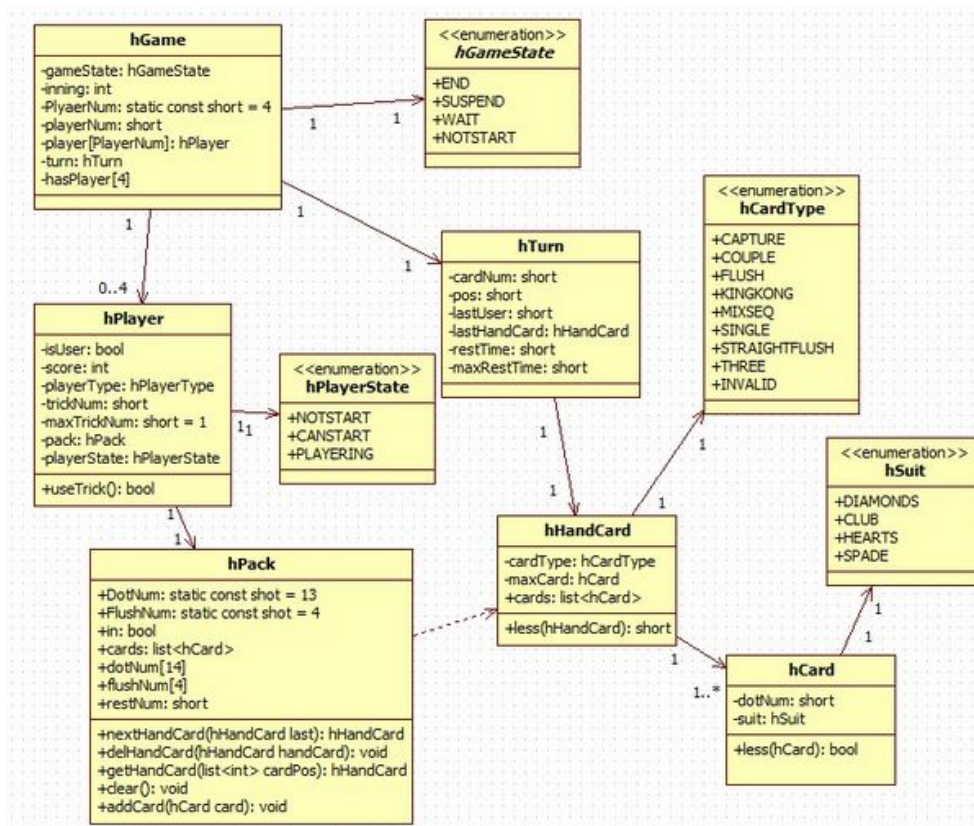 hGame
-gameState: hGameState
-inning: int
-PlyaerNum: static const short = 4
-playerNum: short
-player[PlayerNum]: hPlayer
-turn: hTurn
-hasPlayer[4]
<<enumeration>>
hGameState
+END
+SUSPEND
+WAIT
+NOTSTART
1
1
1
1
1
0..4
<<enumeration>>
hCardType
+CAPTURE
+COUPLE
+FLUSH
+KINGKONG
+MIXSEQ
+SINGLE
+STRAIGHTFLUSH
+THREE
+INVALID
hTurn
-cardNum: short
-pos: short
-lastUser: short
-lastHandCard: hHandCard
-restTime: short
-maxRestTime: short
hPlayer
-isUser: bool
-score: int
-playerType: hPlayerType
-trickNum: short
-maxTrickNum: short = 1
-pack: hPack
-playerState: hPlayerState
+useTrick(): bool
<<enumeration>>
hPlayerState
+NOTSTART
+CANSTART
+PLAYERING
1
1
1
1
1
1
1
1
<<enumeration>>
hSuit
+DIAMONDS
+CLUB
+HEARTS
+SPADE
hHandCard
-cardType: hCardType
-maxCard: hCard
+cards: list<hCard>
+less(hHandCard): short
hPack
+DotNum: static const shot = 13
+FlushNum: static const shot = 4
+in: bool
+cards: list<hCard>
+dotNum[14]
+flushNum[4]
+restNum: short
+nextHandCard(hHandCard last): hHandCard
+delHandCard(hHandCard handCard): void
+getHandCard(list<int> cardPos): hHandCard
+clear(): void
+addCard(hCard card): void
1
1..*
1
1
hCard
-dotNum: short
-suit: hSuit
+less(hCard): bool